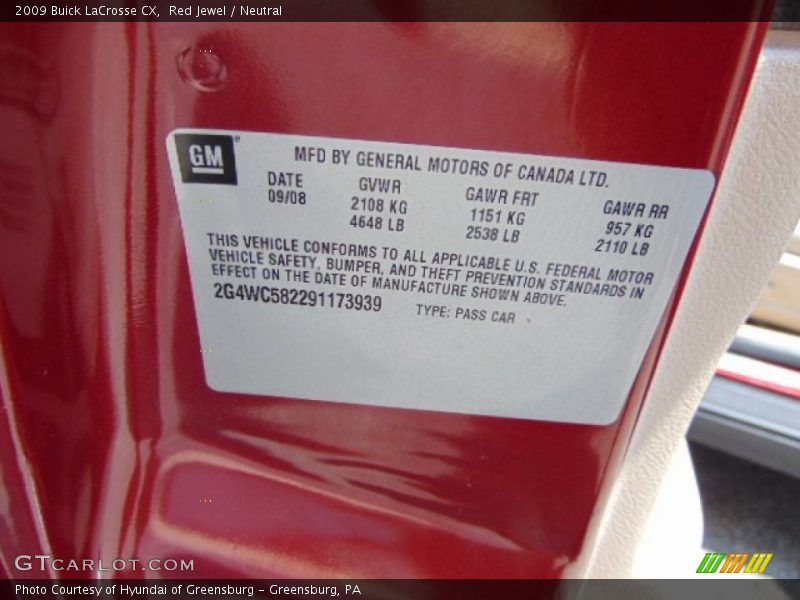 2009 Buick LaCrosse CX,  Red Jewel / Neutral
GM
MFD BY GENERAL MOTORS OF CANADA LTD.
DATE GVWR GAWR FRT GAWR RR
09/08 2108 KG 1151 KG 957 KG
4648 LB 2538 LB 2110 LB
THIS VEHICLE CONFORMS TO ALL APPLICABLE U.S. FEDERAL MOTOR
VEHICLE SAFETY, BUMPER, AND THEFT PREVENTION STANDARDS IN
EFFECT ON THE DATE OF MANUFACTURE SHOWN ABOVE.
2G4WC582291173939 TYPE: PASS CAR
GTCARLOT.COM
Photo Courtesy of Hyundai of Greensburg – Greensburg, PA